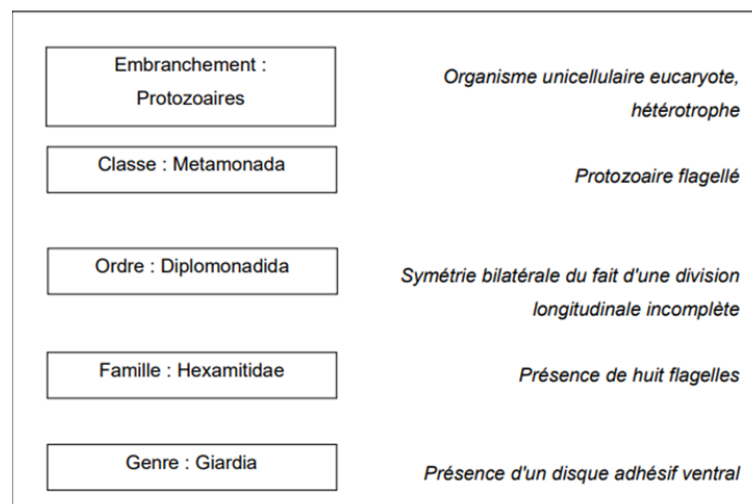 Embranchement :
Protozoaires
Organisme unicellulaire eucaryote,
hétérotrophe
Classe : Metamonada
Protozoaire flagellé
Ordre : Diplomonadida
Symétrie bilatérale du fait d'une division
longitudinale incomplète
Famille : Hexamitidae
Présence de huit flagelles
Genre : Giardia
Présence d'un disque adhésif ventral